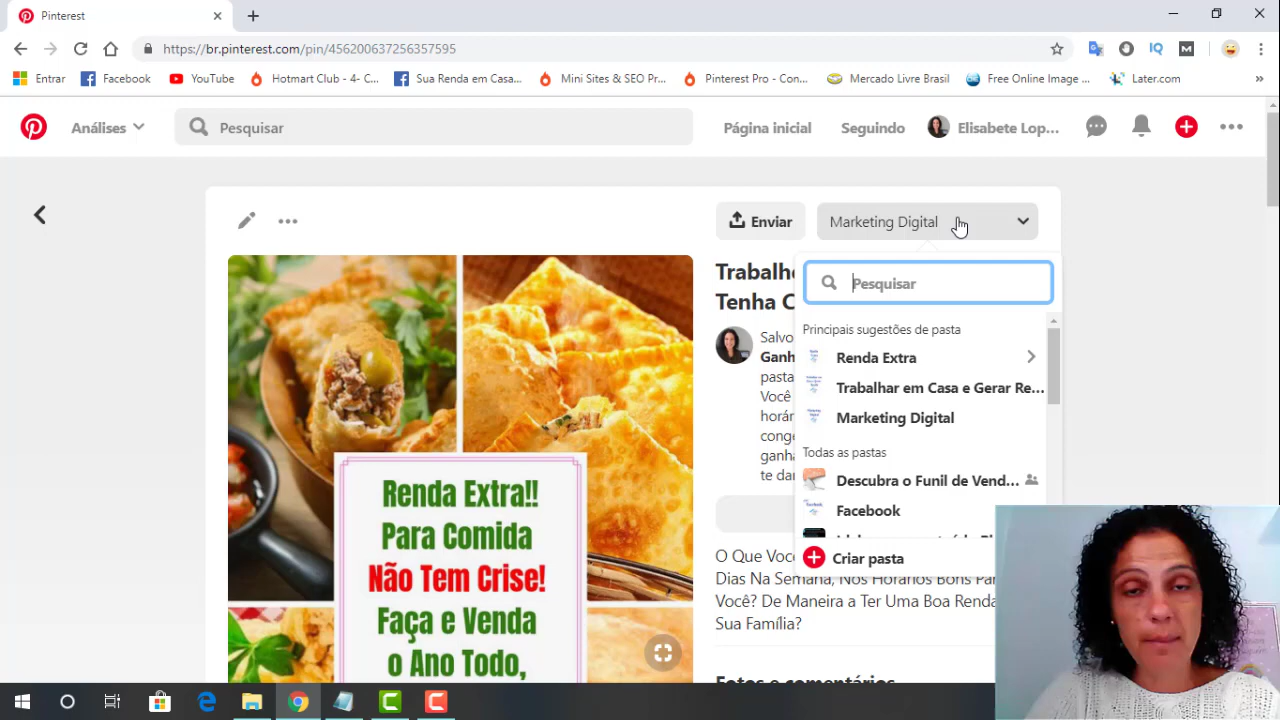 Pinterest
https://br.pinterest.com/pin/456200637256357595
Entrar
Facebook
YouTube
Hotmart Club - 4- C...
Sua Renda em Casa...
Mini Sites & SEO Pr...
Pinterest Pro - Con...
Mercado Livre Brasil
Free Online Image ...
Later.com
Análises
Pesquisar
Página inicial
Seguindo
Elisabete Lop...
Enviar
Marketing Digital
Pesquisar
Principais sugestões de pasta
Renda Extra
Trabalhar em Casa e Gerar Re...
Marketing Digital
Todas as pastas
Descubra o Funil de Vend...
Facebook
Criar pasta
Trabalh
Tenha C
Salvo
Ganh
pasta
Você
horár
cong
ganha
te dar
O Que Voc
Dias Na Semana, Nos Horários Bons Par
Você? De Maneira a Ter Uma Boa Renda
Sua Família?
Fotos e comentários
Renda Extra!!
Para Comida
Não Tem Crise!
Faça e Venda
o Ano Todo,